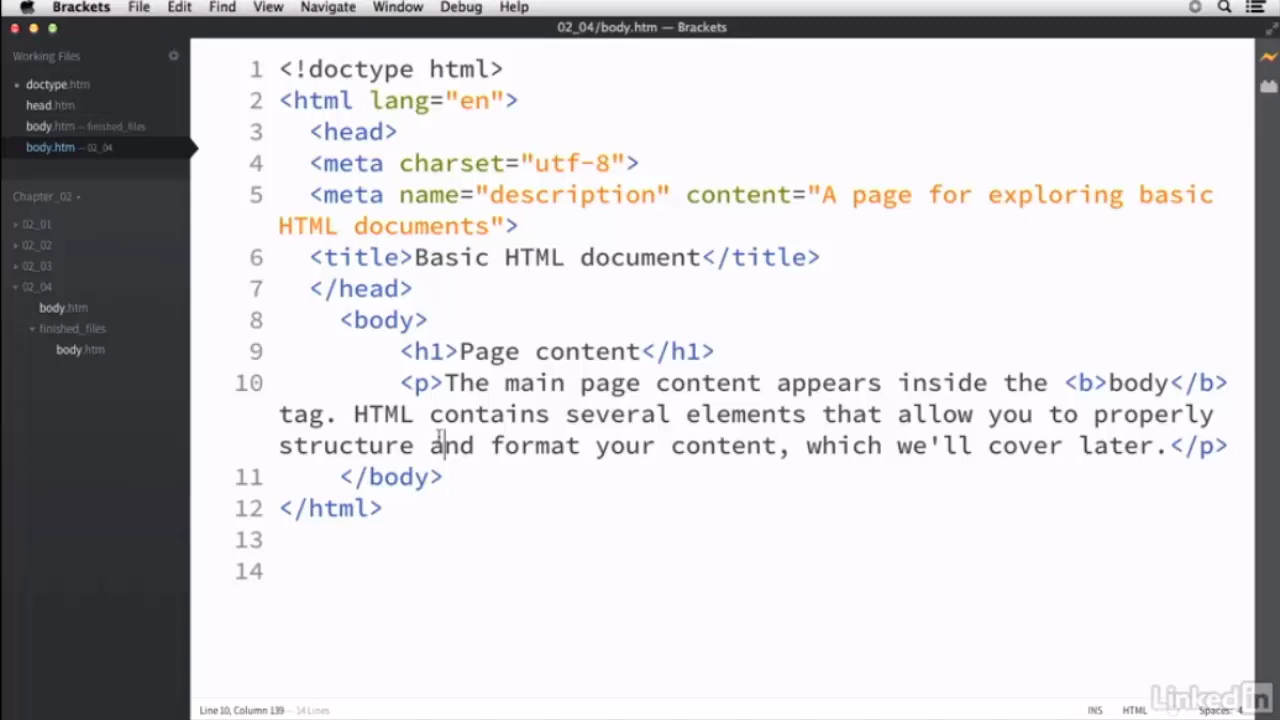 Brackets File Edit Find View Navigate Window Debug Help
02_04/body.htm — Brackets
Working Files
doctype.htm
head.htm
body.htm — finished_files
body.htm — 02_04
Chapter_02
02_01
02_02
02_03
02_04
body.htm
finished_files
body.htm
1 <!doctype html>
2 <html lang="en">
3 <head>
4 <meta charset="utf-8">
5 <meta name="description" content="A page for exploring basic
HTML documents">
6 <title>Basic HTML document</title>
7 </head>
8 <body>
9 <h1>Page content</h1>
10 <p>The main page content appears inside the <b>body</b>
tag. HTML contains several elements that allow you to properly
structure and format your content, which we'll cover later.</p>
11 </body>
12 </html>
13
14
Line 10, Column 139 — 14 Lines
INS HTML Spaces:
LinkedIn